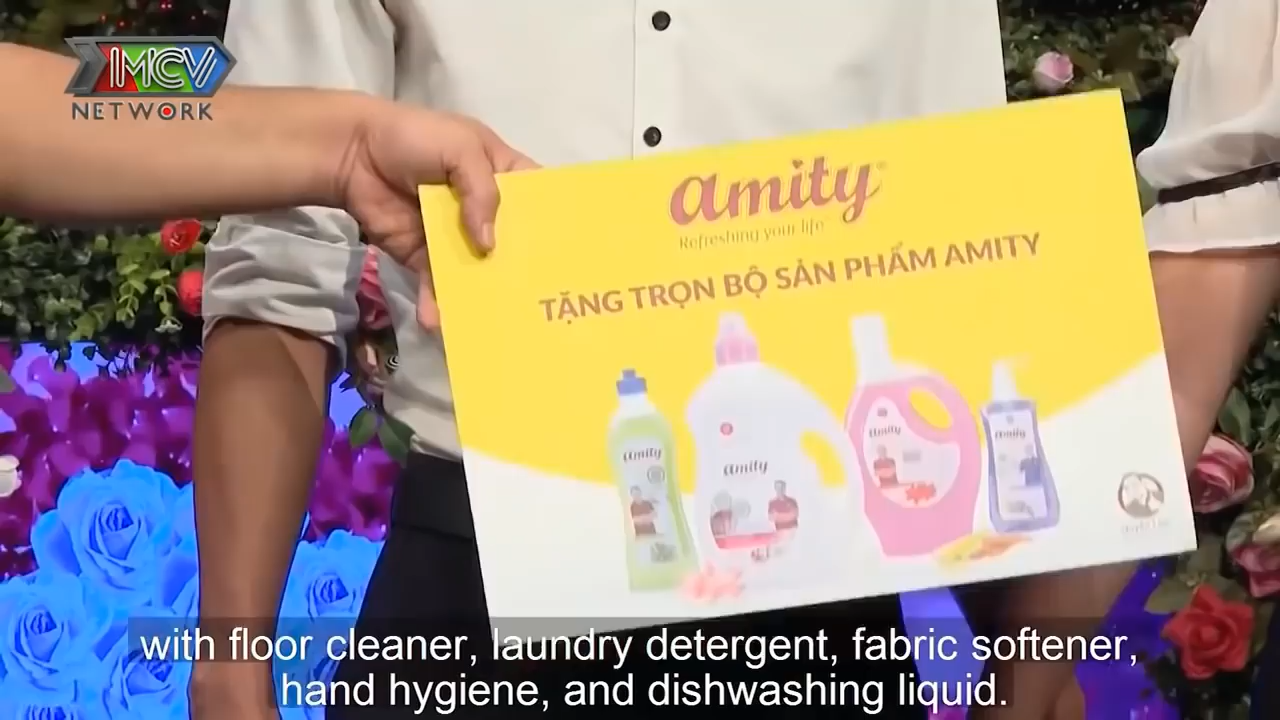 MCV
NETWORK
amity
Refreshing your life
TẶNG TRỌN BỘ SẢN PHẨM AMITY
amity
amity
amity
amity
with floor cleaner, laundry detergent, fabric softener,
hand hygiene, and dishwashing liquid.